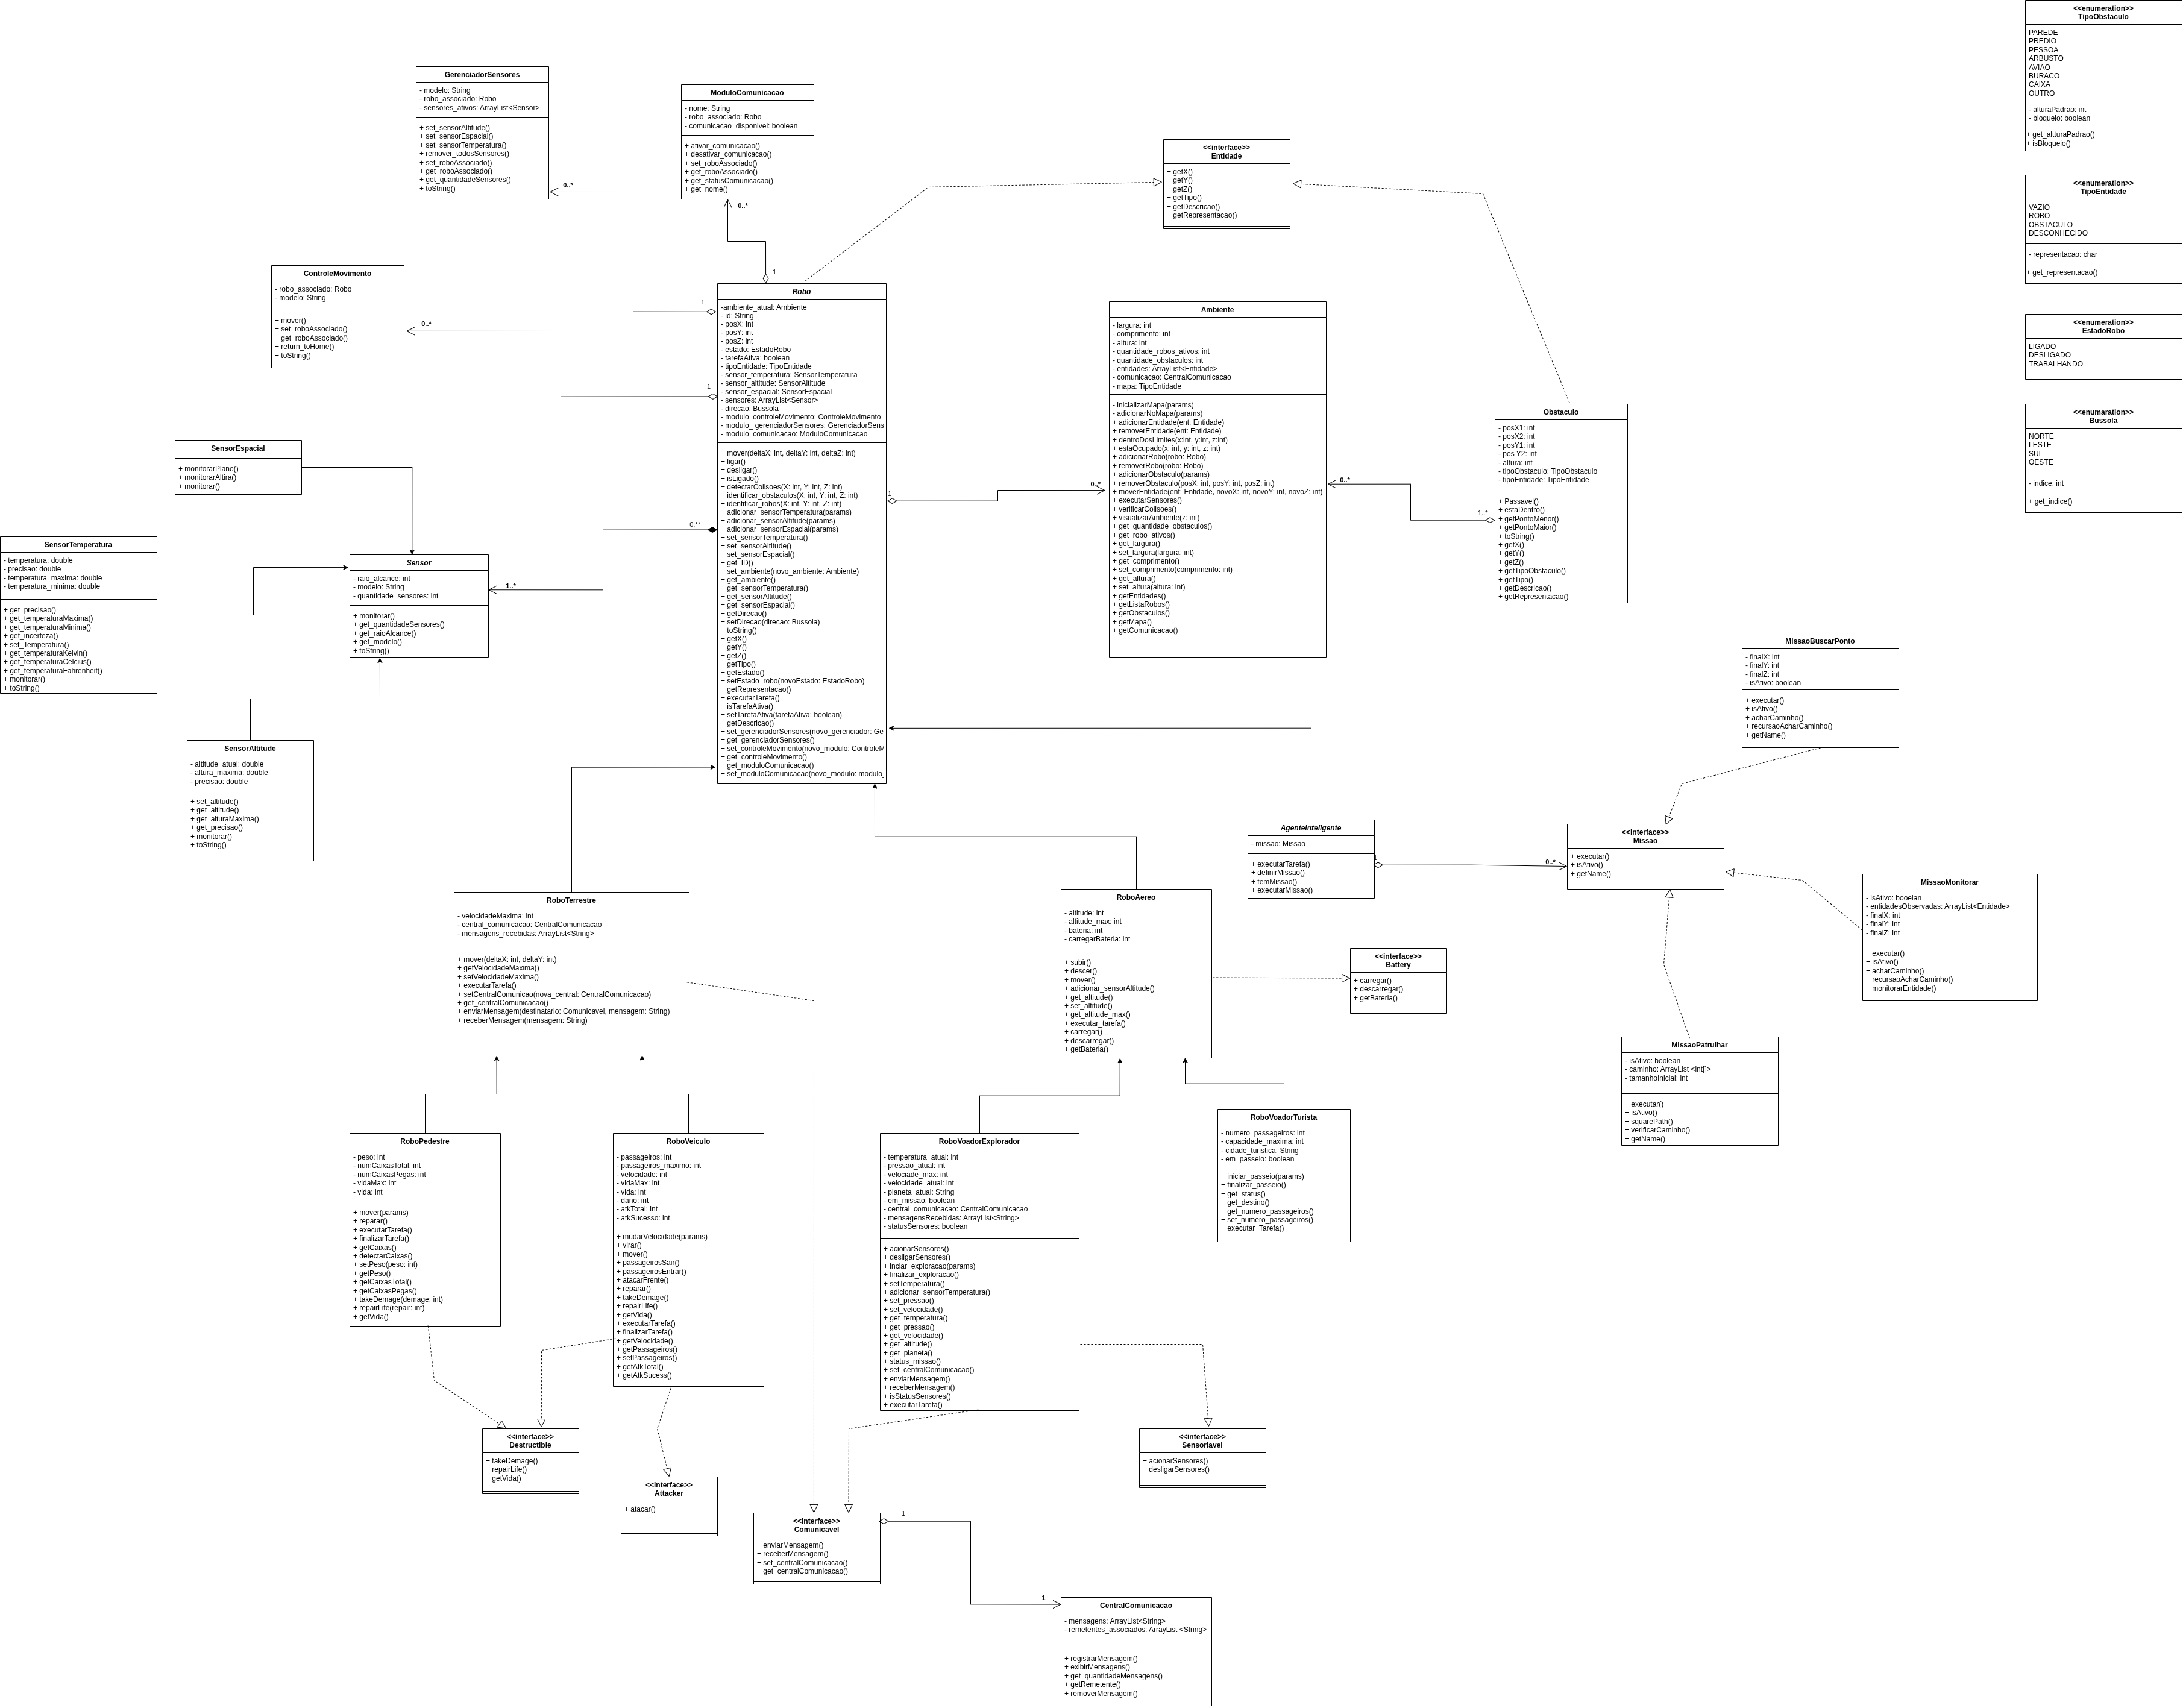 <<enumeration>>
TipoObstaculo
PAREDE
PREDIO
PESSOA
ARBUSTO
AVIAO
BURACO
CAIXA
OUTRO
- alturaPadrao: int
- bloqueio: boolean
+ get_altturaPadrao()
+ isBloqueio()
GerenciadorSensores
- modelo: String
- robo_associado: Robo
- sensores_ativos: ArrayList<Sensor>
+ set_sensorAltitude()
+ set_sensorEspacial()
+ set_sensorTemperatura()
+ remover_todosSensores()
+ set_roboAssociado()
+ get_roboAssociado()
+ get_quantidadeSensores()
+ toString()
0..*
ModuloComunicacao
- nome: String
- robo_associado: Robo
- comunicacao_disponivel: boolean
+ ativar_comunicacao()
+ desativar_comunicacao()
+ set_roboAssociado()
+ get_roboAssociado()
+ get_statusComunicacao()
+ get_nome()
0..*
<<interface>>
Entidade
+ getX()
+ getY()
+ getZ()
+ getTipo()
+ getDescricao()
+ getRepresentacao()
<<enumeration>>
TipoEntidade
VAZIO
ROBO
OBSTACULO
DESCONHECIDO
- representacao: char
+ get_representacao()
ControleMovimento
- robo_associado: Robo
- modelo: String
+ mover()
+ set_roboAssociado()
+ get_roboAssociado()
+ return_toHome()
+ toString()
0..*
1
1
1
Robo
-ambiente_atual: Ambiente
- id: String
- posX: int
- posY: int
- posZ: int
- estado: EstadoRobo
- tarefaAtiva: boolean
- tipoEntidade: TipoEntidade
- sensor_temperatura: SensorTemperatura
- sensor_altitude: SensorAltitude
- sensor_espacial: SensorEspacial
- sensores: ArrayList<Sensor>
- direcao: Bussola
- modulo_controleMovimento: ControleMovimento
- modulo_ gerenciadorSensores: GerenciadorSens
- modulo_comunicacao: ModuloComunicacao
+ mover(deltaX: int, deltaY: int, deltaZ: int)
+ ligar()
+ desligar()
+ isLigado()
+ detectarColisoes(X: int, Y: int, Z: int)
+ identificar_obstaculos(X: int, Y: int, Z: int)
+ identificar_robos(X: int, Y: int, Z: int)
+ adicionar_sensorTemperatura(params)
+ adicionar_sensorAltitude(params)
+ adicionar_sensorEspacial(params)
+ set_sensorTemperatura()
+ set_sensorAltitude()
+ set_sensorEspacial()
+ get_ID()
+ set_ambiente(novo_ambiente: Ambiente)
+ get_ambiente()
+ get_sensorTemperatura()
+ get_sensorAltitude()
+ get_sensorEspacial()
+ getDirecao()
+ setDirecao(direcao: Bussola)
+ toString()
+ getX()
+ getY()
+ getZ()
+ getTipo()
+ getEstado()
+ setEstado_robo(novoEstado: EstadoRobo)
+ getRepresentacao()
+ executarTarefa()
+ isTarefaAtiva()
+ setTarefaAtiva(tarefaAtiva: boolean)
+ getDescricao()
+ set_gerenciadorSensores(novo_gerenciador: Ge
+ get_gerenciadorSensores()
+ set_controleMovimento(novo_modulo: ControleM
+ get_controleMovimento()
+ get_moduloComunicacao()
+ set_moduloComunicacao(novo_modulo: modulo_
0.**
1
0..*
Ambiente
- largura: int
- comprimento: int
- altura: int
- quantidade_robos_ativos: int
- quantidade_obstaculos: int
- entidades: ArrayList<Entidade>
- comunicacao: CentralComunicacao
- mapa: TipoEntidade
- inicializarMapa(params)
- adicionarNoMapa(params)
+ adicionarEntidade(ent: Entidade)
+ removerEntidade(ent: Entidade)
+ dentroDosLimites(x:int, y:int, z:int)
+ estaOcupado(x: int, y: int, z: int)
+ adicionarRobo(robo: Robo)
+ removerRobo(robo: Robo)
+ adicionarObstaculo(params)
+ removerObstaculo(posX: int, posY: int, posZ: int)
+ moverEntidade(ent: Entidade, novoX: int, novoY: int, novoZ: int)
+ executarSensores()
+ verificarColisoes()
+ visualizarAmbiente(z: int)
+ get_quantidade_obstaculos()
+ get_robo_ativos()
+ get_largura()
+ set_largura(largura: int)
+ get_comprimento()
+ set_comprimento(comprimento: int)
+ get_altura()
+ set_altura(altura: int)
+ getEntidades()
+ getListaRobos()
+ getObstaculos()
+ getMapa()
+ getComunicacao()
0..*
1..*
Obstaculo
- posX1: int
- posX2: int
- posY1: int
- pos Y2: int
- altura: int
- tipoObstaculo: TipoObstaculo
- tipoEntidade: TipoEntidade
+ Passavel()
+ estaDentro()
+ getPontoMenor()
+ getPontoMaior()
+ toString()
+ getX()
+ getY()
+ getZ()
+ getTipoObstaculo()
+ getTipo()
+ getDescricao()
+ getRepresentacao()
<<enumeration>>
EstadoRobo
LIGADO
DESLIGADO
TRABALHANDO
<<enumaration>>
Bussola
NORTE
LESTE
SUL
OESTE
- indice: int
+ get_indice()
SensorEspacial
+ monitorarPlano()
+ monitorarAltira()
+ monitorar()
SensorTemperatura
- temperatura: double
- precisao: double
- temperatura_maxima: double
- temperatura_minima: double
+ get_precisao()
+ get_temperaturaMaxima()
+ get_temperaturaMinima()
+ get_incerteza()
+ set_Temperatura()
+ get_temperaturaKelvin()
+ get_temperaturaCelcius()
+ get_temperaturaFahrenheit()
+ monitorar()
+ toString()
Sensor
- raio_alcance: int
- modelo: String
- quantidade_sensores: int
+ monitorar()
+ get_quantidadeSensores()
+ get_raioAlcance()
+ get_modelo()
+ toString()
1..*
SensorAltitude
- altitude_atual: double
- altura_maxima: double
- precisao: double
+ set_altitude()
+ get_altitude()
+ get_alturaMaxima()
+ get_precisao()
+ monitorar()
+ toString()
MissaoBuscarPonto
- finalX: int
- finalY: int
- finalZ: int
- isAtivo: boolean
+ executar()
+ isAtivo()
+ acharCaminho()
+ recursaoAcharCaminho()
+ getName()
AgenteInteligente
- missao: Missao
+ executarTarefa()
+ definirMissao()
+ temMissao()
+ executarMissao()
1
0..*
<<interface>>
Missao
+ executar()
+ isAtivo()
+ getName()
MissaoMonitorar
- isAtivo: booelan
- entidadesObservadas: ArrayList<Entidade>
- finalX: int
- finalY: int
- finalZ: int
+ executar()
+ isAtivo()
+ acharCaminho()
+ recursaoAcharCaminho()
+ monitorarEntidade()
RoboTerrestre
- velocidadeMaxima: int
- central_comunicacao: CentralComunicacao
- mensagens_recebidas: ArrayList<String>
+ mover(deltaX: int, deltaY: int)
+ getVelocidadeMaxima()
+ setVelocidadeMaxima()
+ executarTarefa()
+ setCentralComunicao(nova_central: CentralComunicacao)
+ get_centralComunicacao()
+ enviarMensagem(destinatario: Comunicavel, mensagem: String)
+ receberMensagem(mensagem: String)
RoboAereo
- altitude: int
- altitude_max: int
- bateria: int
- carregarBateria: int
+ subir()
+ descer()
+ mover()
+ adicionar_sensorAltitude()
+ get_altitude()
+ set_altitude()
+ get_altitude_max()
+ executar_tarefa()
+ carregar()
+ descarregar()
+ getBateria()
<<interface>>
Battery
+ carregar()
+ descarregar()
+ getBateria()
MissaoPatrulhar
- isAtivo: boolean
- caminho: ArrayList <int[]>
- tamanhoInicial: int
+ executar()
+ isAtivo()
+ squarePath()
+ verificarCaminho()
+ getName()
RoboPedestre
- peso: int
- numCaixasTotal: int
- numCaixasPegas: int
- vidaMax: int
- vida: int
+ mover(params)
+ reparar()
+ executarTarefa()
+ finalizarTarefa()
+ getCaixas()
+ detectarCaixas()
+ setPeso(peso: int)
+ getPeso()
+ getCaixasTotal()
+ getCaixasPegas()
+ takeDemage(demage: int)
+ repairLife(repair: int)
+ getVida()
RoboVeiculo
- passageiros: int
- passageiros_maximo: int
- velocidade: int
- vidaMax: int
- vida: int
- dano: int
- atkTotal: int
- atkSucesso: int
+ mudarVelocidade(params)
+ virar()
+ mover()
+ passageirosSair()
+ passageirosEntrar()
+ atacarFrente()
+ reparar()
+ takeDemage()
+ repairLife()
+ getVida()
+ executarTarefa()
+ finalizarTarefa()
+ getVelocidade()
+ getPassageiros()
+ setPassageiros()
+ getAtkTotal()
+ getAtkSucess()
RoboVoadorExplorador
- temperatura_atual: int
- pressao_atual: int
- velociade_max: int
- velocidade_atual: int
- planeta_atual: String
- em_missao: boolean
- central_comunicacao: CentralComunicacao
- mensagensRecebidas: ArrayList<String>
- statusSensores: boolean
+ acionarSensores()
+ desligarSensores()
+ inciar_exploracao(params)
+ finalizar_exploracao()
+ setTemperatura()
+ adicionar_sensorTemperatura()
+ set_pressao()
+ set_velocidade()
+ get_temperatura()
+ get_pressao()
+ get_velocidade()
+ get_altitude()
+ get_planeta()
+ status_missao()
+ set_centralComunicacao()
+ enviarMensagem()
+ receberMensagem()
+ isStatusSensores()
+ executarTarefa()
RoboVoadorTurista
- numero_passageiros: int
- capacidade_maxima: int
- cidade_turistica: String
- em_passeio: boolean
+ iniciar_passeio(params)
+ finalizar_passeio()
+ get_status()
+ get_destino()
+ get_numero_passageiros()
+ set_numero_passageiros()
+ executar_Tarefa()
<<interface>>
Destructible
+ takeDemage()
+ repairLife()
+ getVida()
<<interface>>
Attacker
+ atacar()
<<interface>>
Sensoriavel
+ acionarSensores()
+ desligarSensores()
<<interface>>
Comunicavel
+ enviarMensagem()
+ receberMensagem()
+ set_centralComunicacao()
+ get_centralComunicacao()
1
1
CentralComunicacao
- mensagens: ArrayList<String>
- remetentes_associados: ArrayList <String>
+ registrarMensagem()
+ exibirMensagens()
+ get_quantidadeMensagens()
+ getRemetente()
+ removerMensagem()